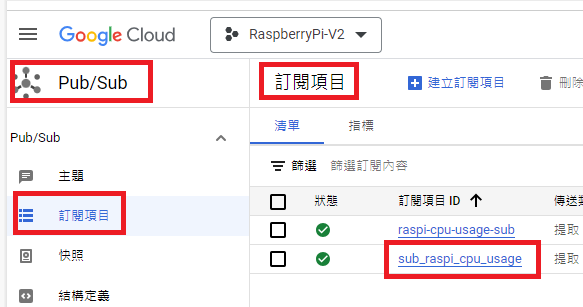 Google Cloud
RaspberryPi-V2
Pub/Sub
訂閱項目
建立訂閱項目
刪除
Pub/Sub
清單
指標
主題
篩選
篩選訂閱內容
訂閱項目
狀態
訂閱項目 ID
raspi-cpu-usage-sub
提取
快照
sub_raspi_cpu_usage
提取
結構定義